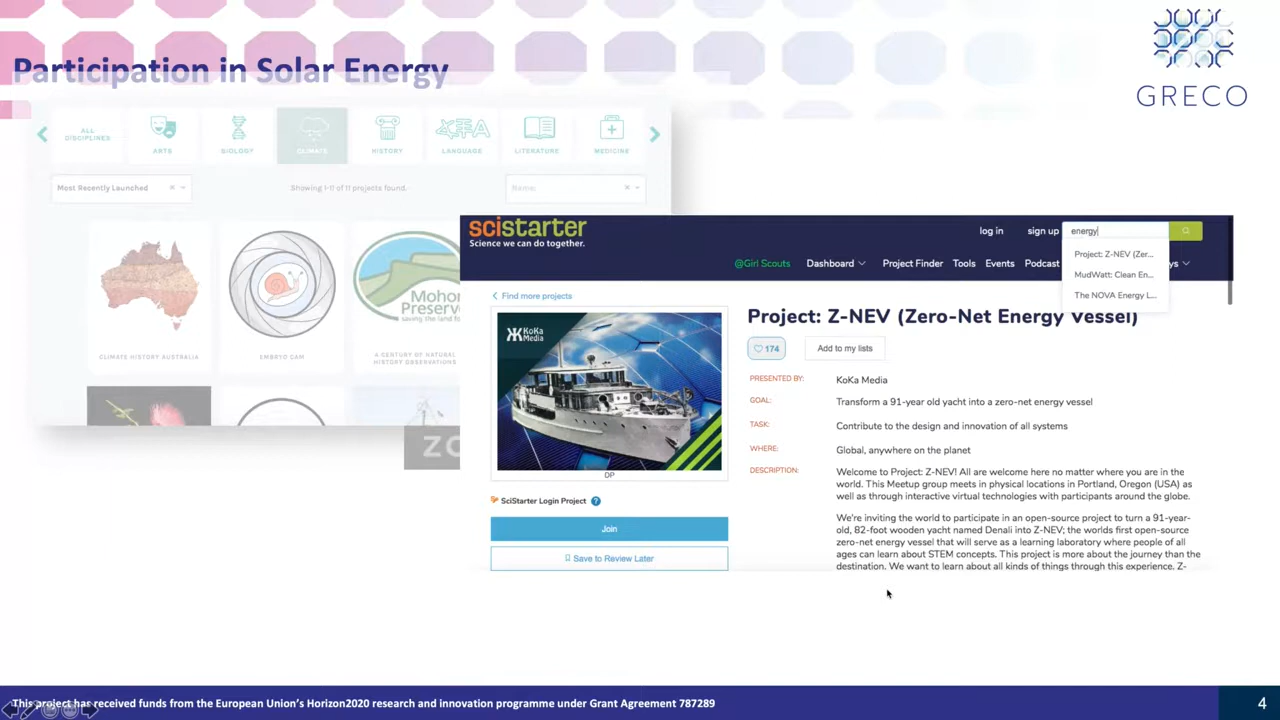 Participation in Solar Energy
GRECO
ALL DISCIPLINES
ARTS
BIOLOGY
CLIMATE
HISTORY
LANGUAGE
LITERATURE
MEDICINE
Most Recently Launched
Showing 1-11 of 11 projects found.
Name:
CLIMATE HISTORY AUSTRALIA
EMBRYO CAM
Mohon
Preserve
saving the land fo
A CENTURY OF NATURAL
HISTORY OBSERVATIONS
ZO
scistarter
Science we can do together.
log in
sign up
energy
@Girl Scouts
Dashboard
Project Finder
Tools
Events
Podcast
ys
Project: Z-NEV (Zer...
MudWatt: Clean En...
The NOVA Energy L...
Find more projects
KoKa
Media
DP
SciStarter Login Project ?
Join
Save to Review Later
Project: Z-NEV (Zero-Net Energy Vessel)
174
Add to my lists
PRESENTED BY: KoKa Media
GOAL: Transform a 91-year old yacht into a zero-net energy vessel
TASK: Contribute to the design and innovation of all systems
WHERE: Global, anywhere on the planet
DESCRIPTION: Welcome to Project: Z-NEV! All are welcome here no matter where you are in the
world. This Meetup group meets in physical locations in Portland, Oregon (USA) as
well as through interactive virtual technologies with participants around the globe.
We're inviting the world to participate in an open-source project to turn a 91-year-
old, 82-foot wooden yacht named Denali into Z-NEV; the worlds first open-source
zero-net energy vessel that will serve as a learning laboratory where people of all
ages can learn about STEM concepts. This project is more about the journey than the
destination. We want to learn about all kinds of things through this experience. Z-
This project has received funds from the European Union's Horizon2020 research and innovation programme under Grant Agreement 787289
4